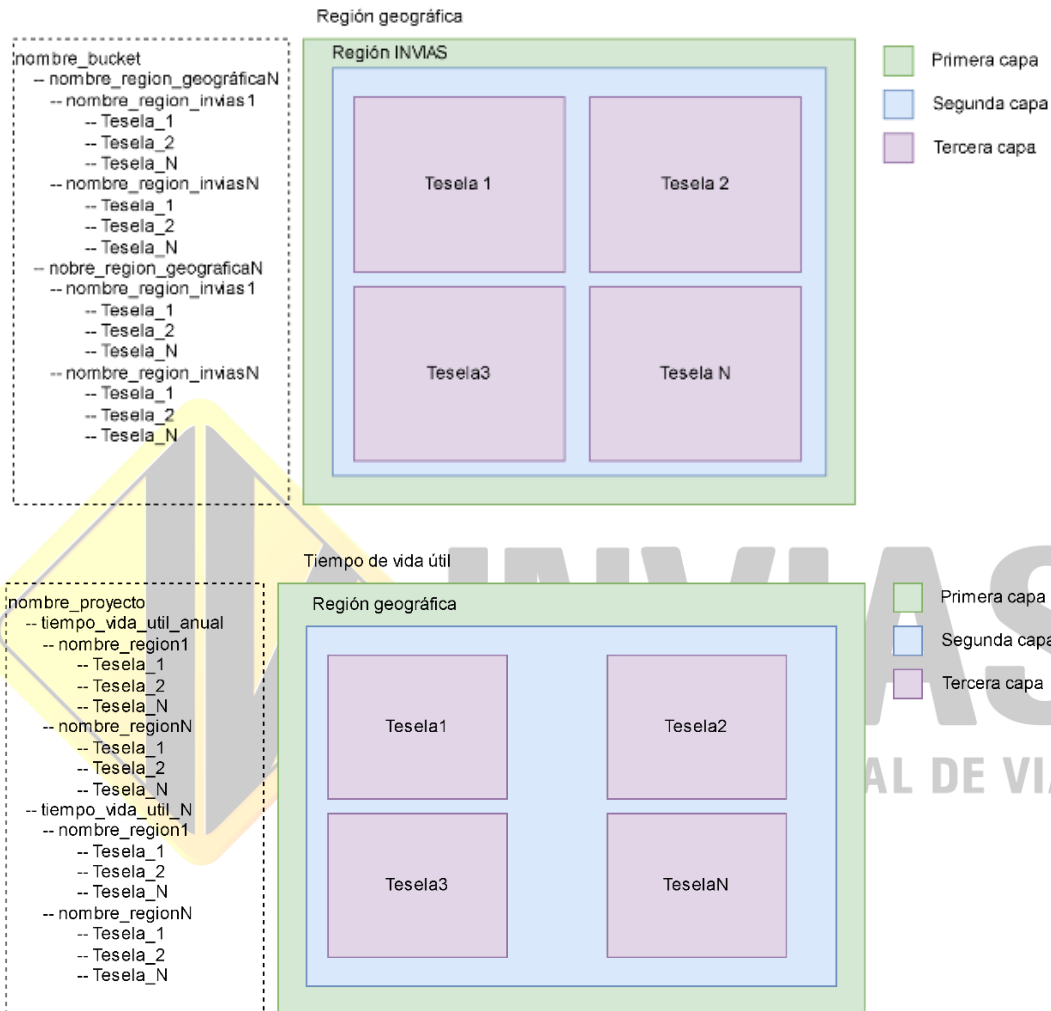 Región geográfica
nombre_bucket
-- nombre_region_geográficaN
-- nombre_region_invias1
-- Tesela_1
-- Tesela_2
-- Tesela_N
-- nombre_region_inviasN
-- Tesela_1
-- Tesela_2
-- Tesela_N
-- nobre_region_geograficaN
-- nombre_region_invias1
-- Tesela_1
-- Tesela_2
-- Tesela_N
-- nombre_region_inviasN
-- Tesela_1
-- Tesela_2
-- Tesela_N
Región INVIAS
Tesela 1
Tesela 2
Tesela3
Tesela N
Primera capa
Segunda capa
Tercera capa
Tiempo de vida útil
nombre_proyecto
-- tiempo_vida_util_anual
-- nombre_region1
-- Tesela_1
-- Tesela_2
-- Tesela_N
-- nombre_regionN
-- Tesela_1
-- Tesela_2
-- Tesela_N
-- tiempo_vida_util_N
-- nombre_region1
-- Tesela_1
-- Tesela_2
-- Tesela_N
-- nombre_regionN
-- Tesela_1
-- Tesela_2
-- Tesela_N
Región geográfica
Tesela1
Tesela2
Tesela3
TeselaN
Primera capa
Segunda capa
Tercera capa
INVIAS
AL DE VIA